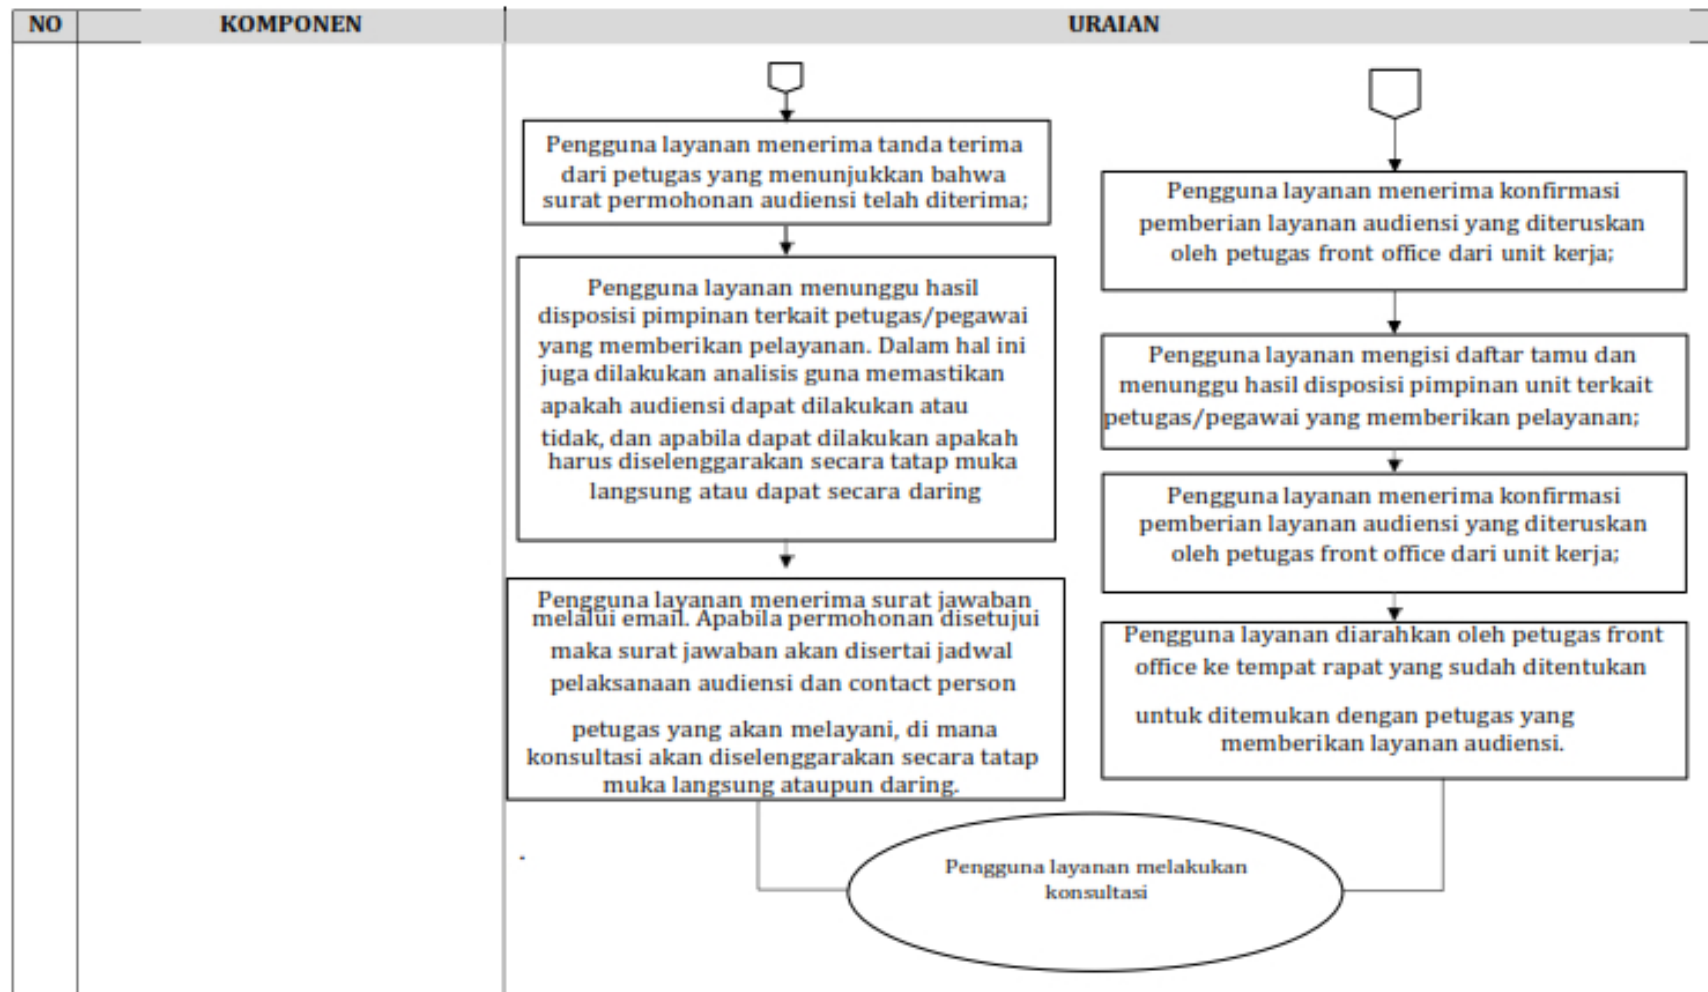 NO KOMPONEN URAIAN
Pengguna layanan menerima tanda terima
dari petugas yang menunjukkan bahwa
surat permohonan audiensi telah diterima;
Pengguna layanan menunggu hasil
disposisi pimpinan terkait petugas/pegawai
yang memberikan pelayanan. Dalam hal ini
juga dilakukan analisis guna memastikan
apakah audiensi dapat dilakukan atau
tidak, dan apabila dapat dilakukan apakah
harus diselenggarakan secara tatap muka
langsung atau dapat secara daring
Pengguna layanan menerima surat jawaban
melalui email. Apabila permohonan disetujui
maka surat jawaban akan disertai jadwal
pelaksanaan audiensi dan contact person
petugas yang akan melayani, di mana
konsultasi akan diselenggarakan secara tatap
muka langsung ataupun daring.
-
Pengguna layanan menerima konfirmasi
pemberian layanan audiensi yang diteruskan
oleh petugas front office dari unit kerja;
Pengguna layanan mengisi daftar tamu dan
menunggu hasil disposisi pimpinan unit terkait
petugas/pegawai yang memberikan pelayanan;
Pengguna layanan menerima konfirmasi
pemberian layanan audiensi yang diteruskan
oleh petugas front office dari unit kerja;
Pengguna layanan diarahkan oleh petugas front
office ke tempat rapat yang sudah ditentukan
untuk ditemukan dengan petugas yang
memberikan layanan audiensi.
Pengguna layanan melakukan
konsultasi